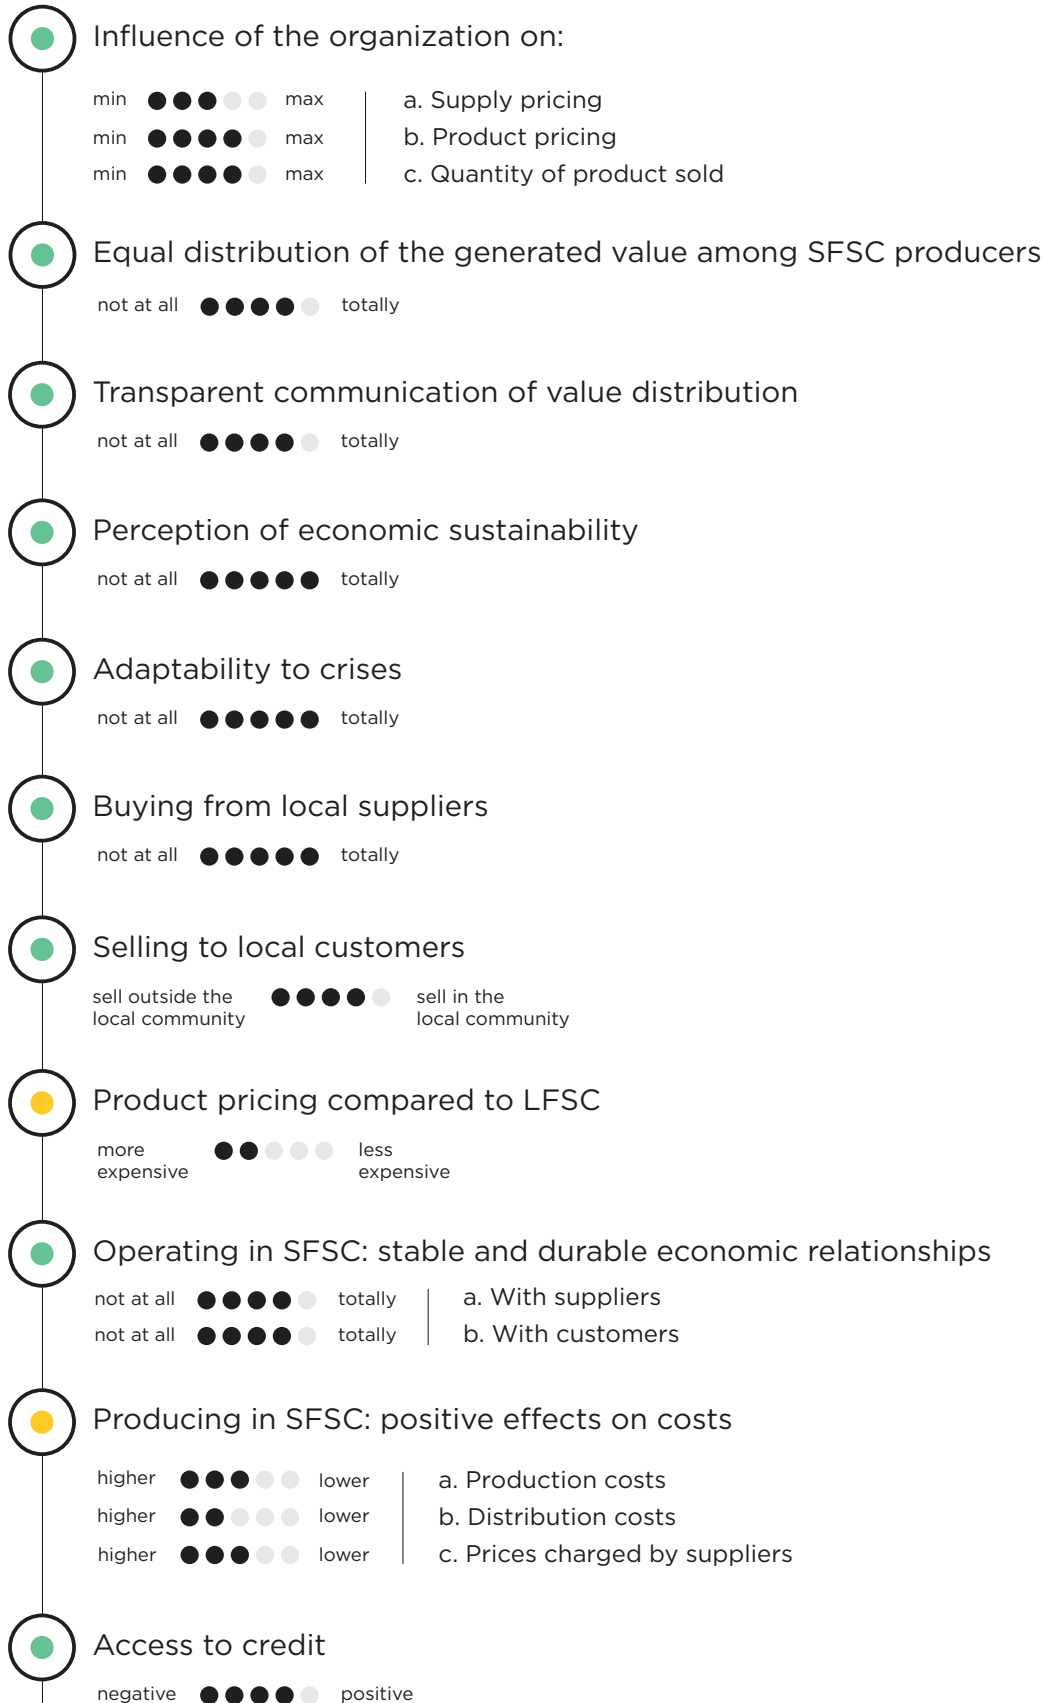 Influence of the organization on:
min max a. Supply pricing
min max b. Product pricing
min max c. Quantity of product sold
Equal distribution of the generated value among SFSC producers
not at all totally
Transparent communication of value distribution
not at all totally
Perception of economic sustainability
not at all totally
Adaptability to crises
not at all totally
Buying from local suppliers
not at all totally
Selling to local customers
sell outside the sell in the
local community local community
Product pricing compared to LFSC
more less
expensive expensive
Operating in SFSC: stable and durable economic relationships
not at all totally a. With suppliers
not at all totally b. With customers
Producing in SFSC: positive effects on costs
higher lower a. Production costs
higher lower b. Distribution costs
higher lower c. Prices charged by suppliers
Access to credit
negative positive